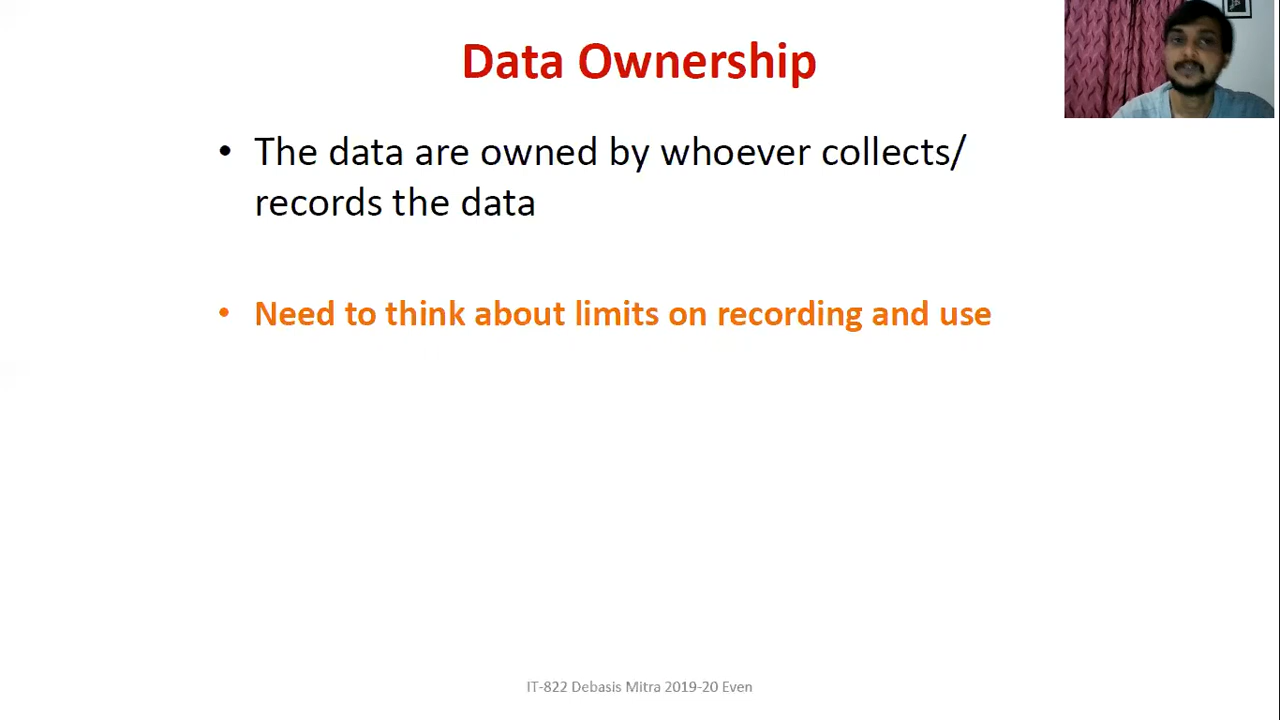 Data Ownership
• The data are owned by whoever collects/
records the data
• Need to think about limits on recording and use
IT-822 Debasis Mitra 2019-20 Even